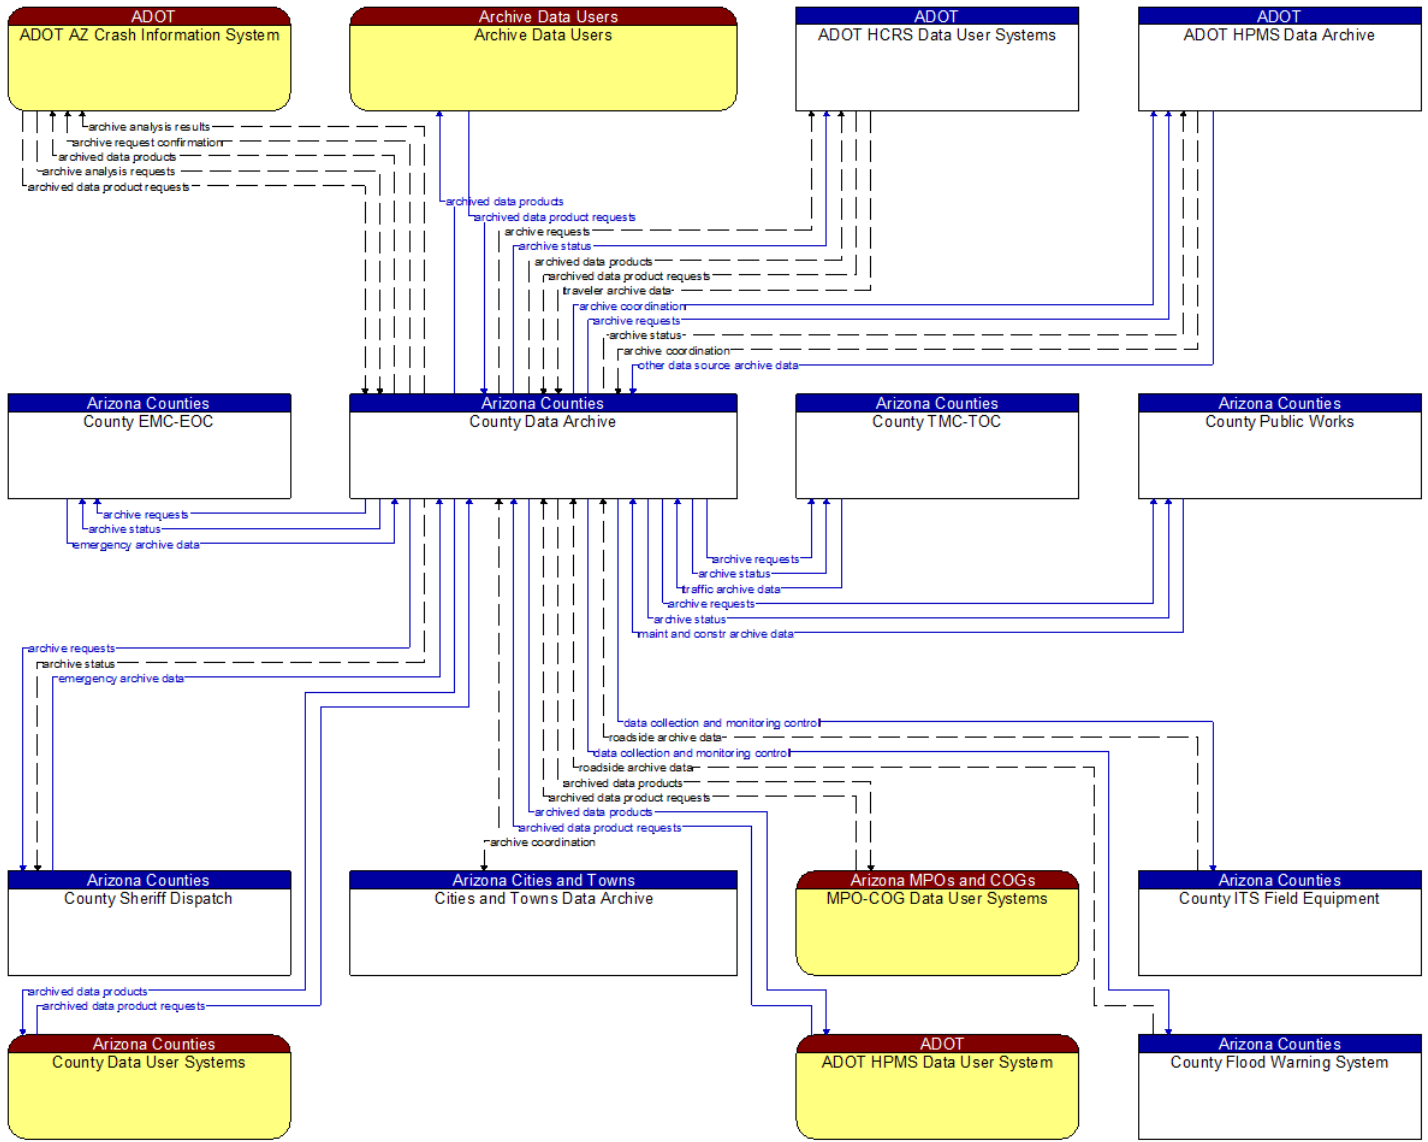 ADOT
ADOT AZ Crash Information System
Archive Data Users
Archive Data Users
ADOT
ADOT HCRS Data User Systems
ADOT
ADOT HPMS Data Archive
archive analysis results
archive request confirmation
archived data products
archive analysis requests
archived data product requests
archived data products
archived data product requests
archive requests
archive status
archived data products
archived data product requests
traveler archive data
archive coordination
archive requests
archive status
archive coordination
other data source archive data
Arizona Counties
County EMC-EOC
Arizona Counties
County Data Archive
Arizona Counties
County TMC-TOC
Arizona Counties
County Public Works
archive requests
archive status
emergency archive data
archive requests
archive status
traffic archive data
archive requests
archive status
maint and constr archive data
archive requests
archive status
emergency archive data
data collection and monitoring control
roadside archive data
data collection and monitoring control
roadside archive data
archived data products
archived data product requests
archived data products
archived data product requests
archive coordination
Arizona Counties
County Sheriff Dispatch
Arizona Cities and Towns
Cities and Towns Data Archive
Arizona MPOs and COGs
MPO-COG Data User Systems
Arizona Counties
County ITS Field Equipment
archived data products
archived data product requests
Arizona Counties
County Data User Systems
ADOT
ADOT HPMS Data User System
Arizona Counties
County Flood Warning System